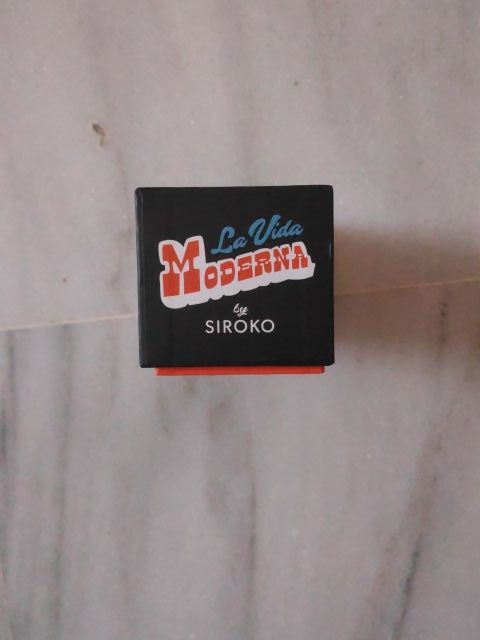 La Vida
MODERNA
by
SIROKO